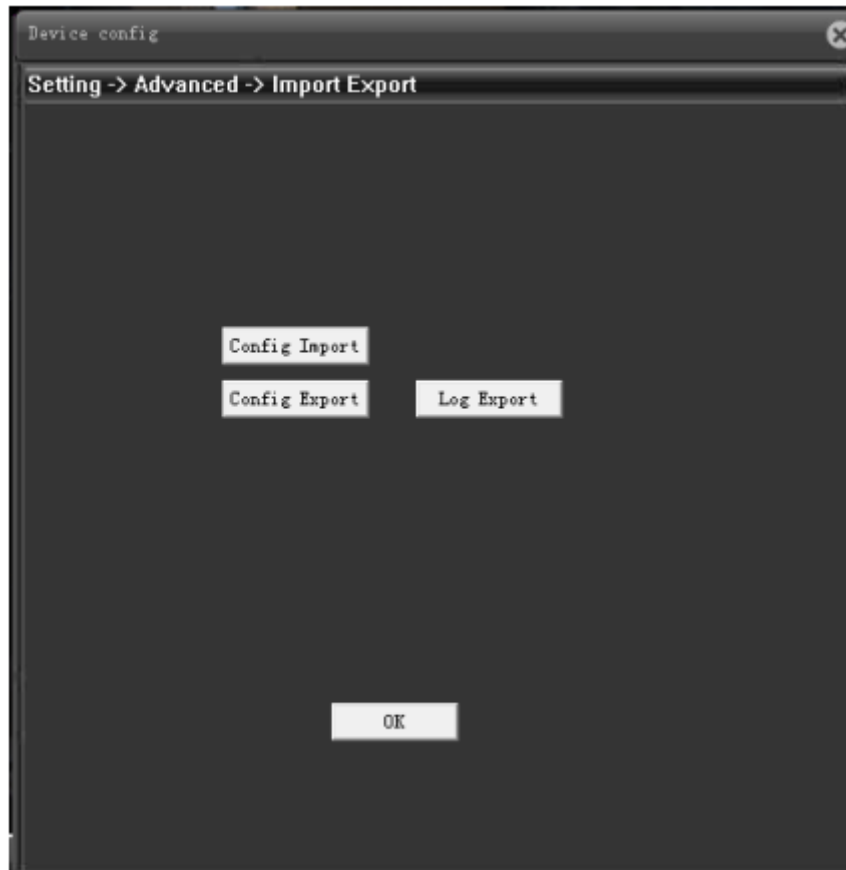 Device config
Setting -> Advanced -> Import Export
Config Import
Config Export
Log Export
OK